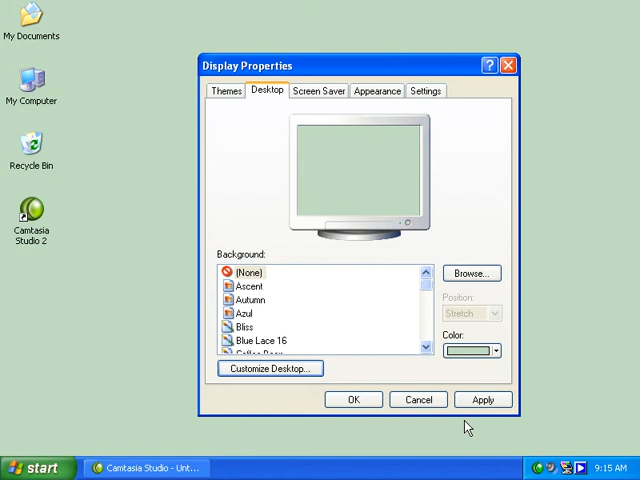 My Documents
My Computer
Recycle Bin
Camtasia
Studio 2
Display Properties
Themes
Desktop
Screen Saver
Appearance
Settings
Background:
(None)
Ascent
Autumn
Azul
Bliss
Blue Lace 16
Browse...
Position:
Stretch
Color:
Customize Desktop...
OK
Cancel
Apply
start
Camtasia Studio - Unt...
9:15 AM